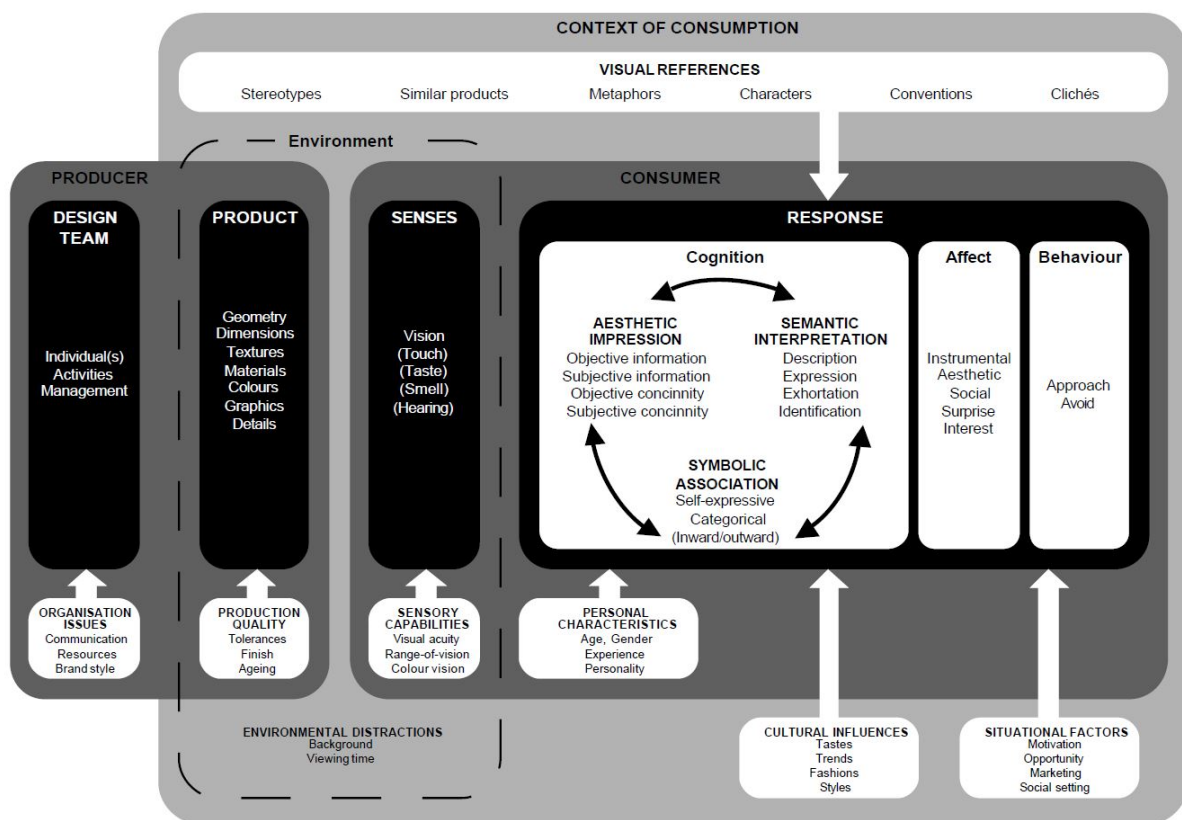 CONTEXT OF CONSUMPTION
VISUAL REFERENCES
Stereotypes Similar products Metaphors Characters Conventions Clichés
Environment
PRODUCER
CONSUMER
DESIGN
TEAM
Individual(s)
Activities
Management
PRODUCT
Geometry
Dimensions
Textures
Materials
Colours
Graphics
Details
SENSES
Vision
(Touch)
(Taste)
(Smell)
(Hearing)
RESPONSE
Cognition
AESTHETIC
IMPRESSION
Objective information
Subjective information
Objective concinnity
Subjective concinnity
SEMANTIC
INTERPRETATION
Description
Expression
Exhortation
Identification
SYMBOLIC
ASSOCIATION
Self-expressive
Categorical
(Inward/outward)
Affect
Instrumental
Aesthetic
Social
Surprise
Interest
Behaviour
Approach
Avoid
ORGANISATION
ISSUES
Communication
Resources
Brand style
PRODUCTION
QUALITY
Tolerances
Finish
Ageing
SENSORY
CAPABILITIES
Visual acuity
Range-of-vision
Colour vision
PERSONAL
CHARACTERISTICS
Age, Gender
Experience
Personality
ENVIRONMENTAL DISTRACTIONS
Background
Viewing time
CULTURAL INFLUENCES
Tastes
Trends
Fashions
Styles
SITUATIONAL FACTORS
Motivation
Opportunity
Marketing
Social setting